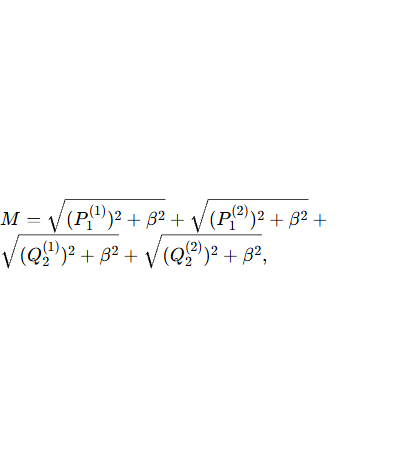 M = \sqrt{(P_1^{(1)})^2 + \beta^2} + \sqrt{(P_1^{(2)})^2 + \beta^2} +
\sqrt{(Q_2^{(1)})^2 + \beta^2} + \sqrt{(Q_2^{(2)})^2 + \beta^2},